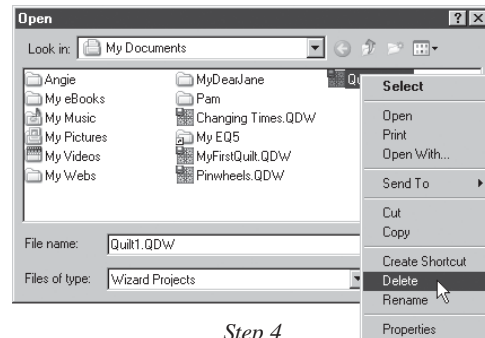 Open
Look in: My Documents
Angie
My eBooks
My Music
My Pictures
My Videos
My Webs
MyDearJane
Pam
Changing Times.QDW
My EQ5
MyFirstQuilt.QDW
Pinwheels.QDW
Select
Open
Print
Open With...
Send To
Cut
Copy
Create Shortcut
Delete
Rename
Properties
File name: Quilt1.QDW
Files of type: Wizard Projects
Step 4